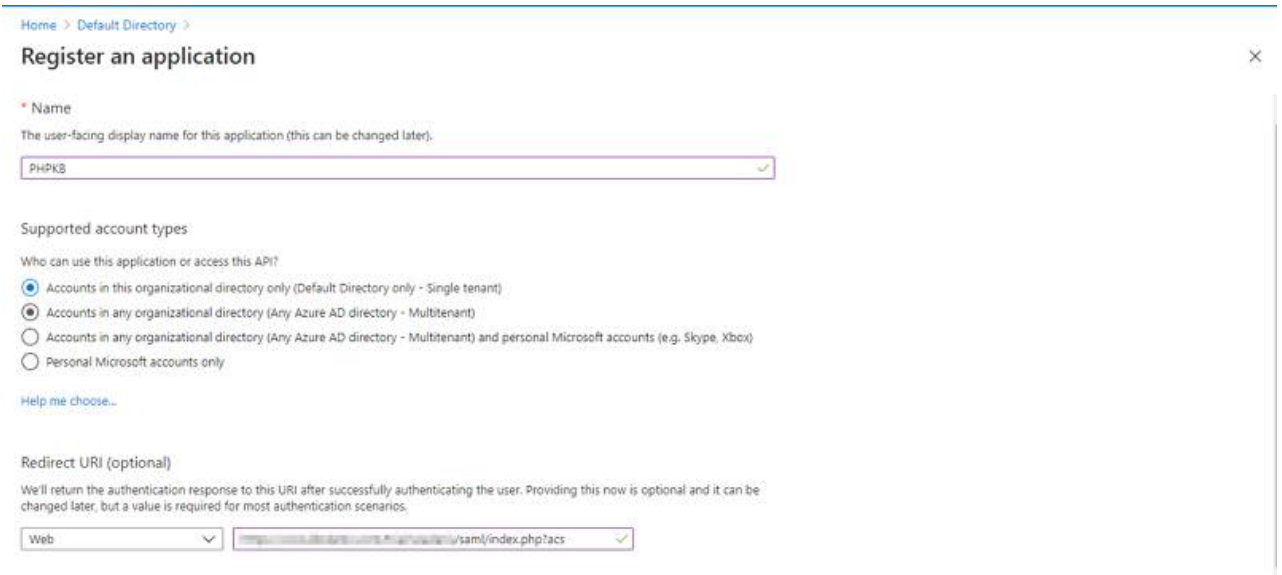 Home > Default Directory >
Register an application
* Name
The user-facing display name for this application (this can be changed later).
PHPKB
Supported account types
Who can use this application or access this API?
Accounts in this organizational directory only (Default Directory only - Single tenant)
Accounts in any organizational directory (Any Azure AD directory - Multitenant)
Accounts in any organizational directory (Any Azure AD directory - Multitenant) and personal Microsoft accounts (e.g. Skype, Xbox)
Personal Microsoft accounts only
Help me choose...
Redirect URI (optional)
We'll return the authentication response to this URI after successfully authenticating the user. Providing this now is optional and it can be
changed later, but a value is required for most authentication scenarios.
Web /saml/index.php?acs